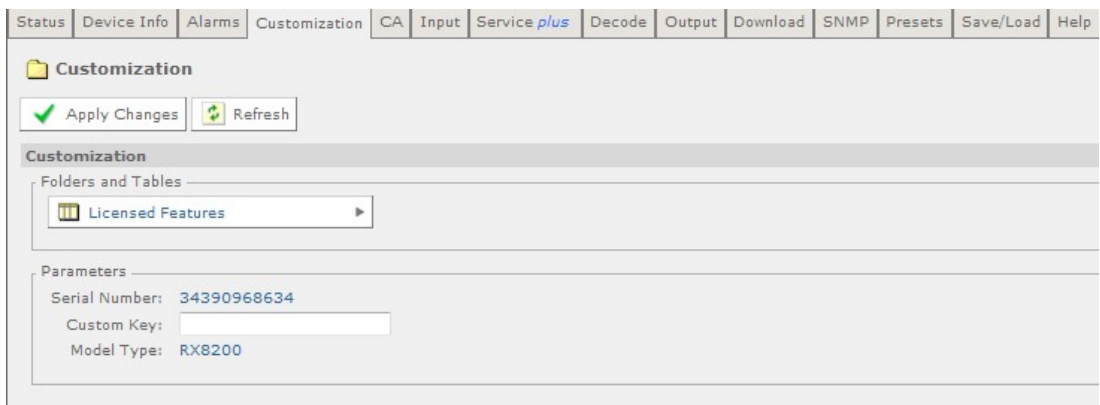 Status Device Info Alarms Customization CA Input Service plus Decode Output Download SNMP Presets Save/Load Help
Customization
Apply Changes Refresh
Customization
Folders and Tables
Licensed Features
Parameters
Serial Number: 34390968634
Custom Key:
Model Type: RX8200